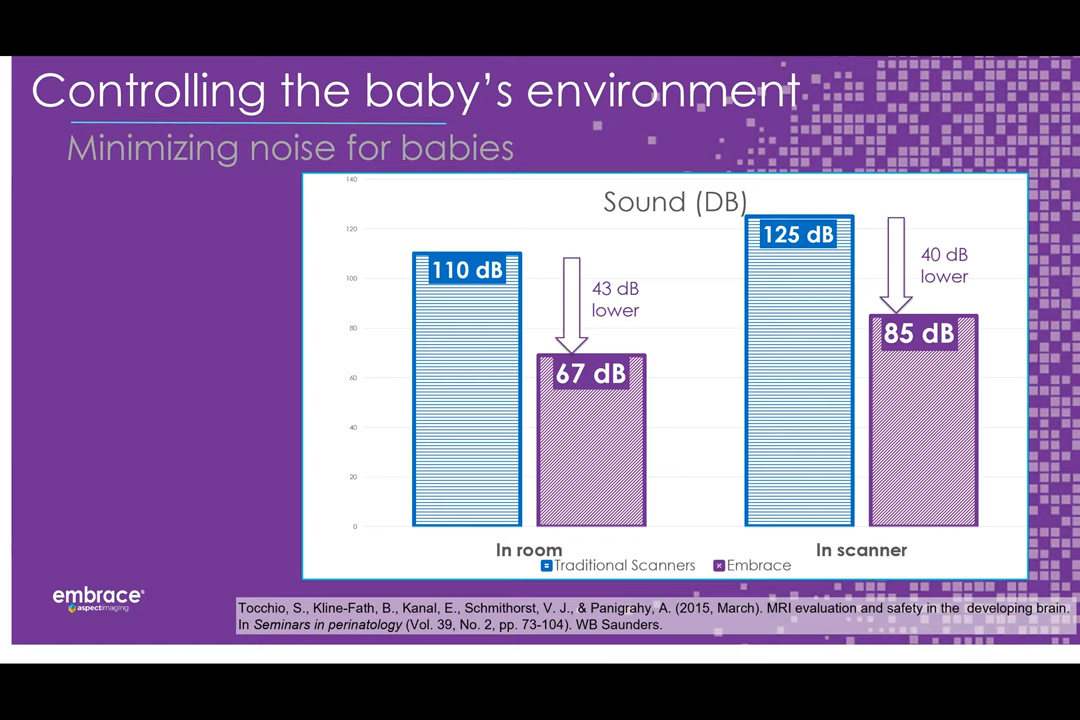 Controlling the baby's environment
Minimizing noise for babies
Sound (DB)
140
120
100
80
60
40
20
0
110 dB
43 dB
lower
67 dB
125 dB
40 dB
lower
85 dB
In room
In scanner
Traditional Scanners
Embrace
embrace®
aspectimaging
Tocchio, S., Kline-Fath, B., Kanal, E., Schmithorst, V. J., & Panigrahy, A. (2015, March). MRI evaluation and safety in the developing brain.
In Seminars in perinatology (Vol. 39, No. 2, pp. 73-104). WB Saunders.